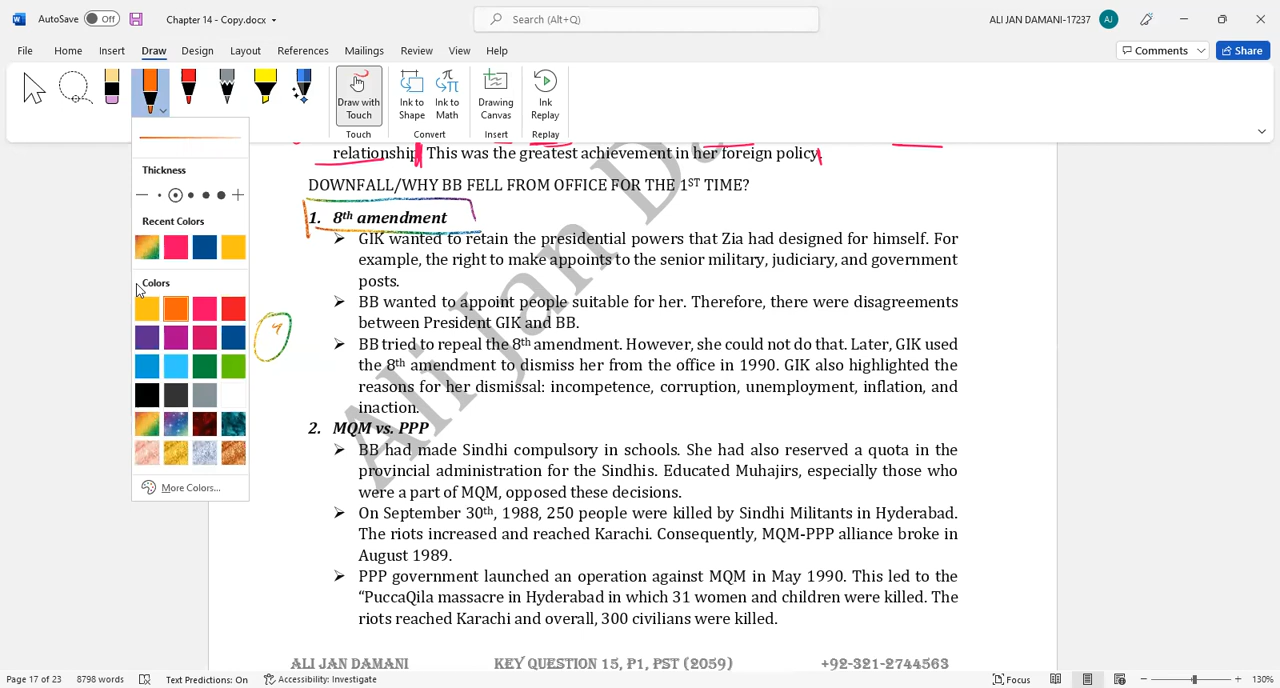 AutoSave Off Chapter 14 - Copy.docx Search (Alt+Q) ALI JAN DAMANI-17237 AJ
File Home Insert Draw Design Layout References Mailings Review View Help Comments Share
Draw with Touch
Ink to Shape
Ink to Math
Drawing Canvas
Ink Replay
Touch Convert Insert Replay
Thickness
Recent Colors
Colors
More Colors...
relationship. This was the greatest achievement in her foreign policy.
DOWNFALL/WHY BB FELL FROM OFFICE FOR THE 1ST TIME?
1. 8th amendment
➢ GIK wanted to retain the presidential powers that Zia had designed for himself. For
example, the right to make appoints to the senior military, judiciary, and government
posts.
➢ BB wanted to appoint people suitable for her. Therefore, there were disagreements
between President GIK and BB.
➢ BB tried to repeal the 8th amendment. However, she could not do that. Later, GIK used
the 8th amendment to dismiss her from the office in 1990. GIK also highlighted the
reasons for her dismissal: incompetence, corruption, unemployment, inflation, and
inaction.
2. MQM vs. PPP
➢ BB had made Sindhi compulsory in schools. She had also reserved a quota in the
provincial administration for the Sindhis. Educated Muhajirs, especially those who
were a part of MQM, opposed these decisions.
➢ On September 30th, 1988, 250 people were killed by Sindhi Militants in Hyderabad.
The riots increased and reached Karachi. Consequently, MQM-PPP alliance broke in
August 1989.
➢ PPP government launched an operation against MQM in May 1990. This led to the
“PuccaQila massacre in Hyderabad in which 31 women and children were killed. The
riots reached Karachi and overall, 300 civilians were killed.
Ali Jan Da
ALI JAN DAMANI KEY QUESTION 15, P1, PST (2059) +92-321-2744563
Page 17 of 23 8798 words Text Predictions: On Accessibility: Investigate Focus 130%